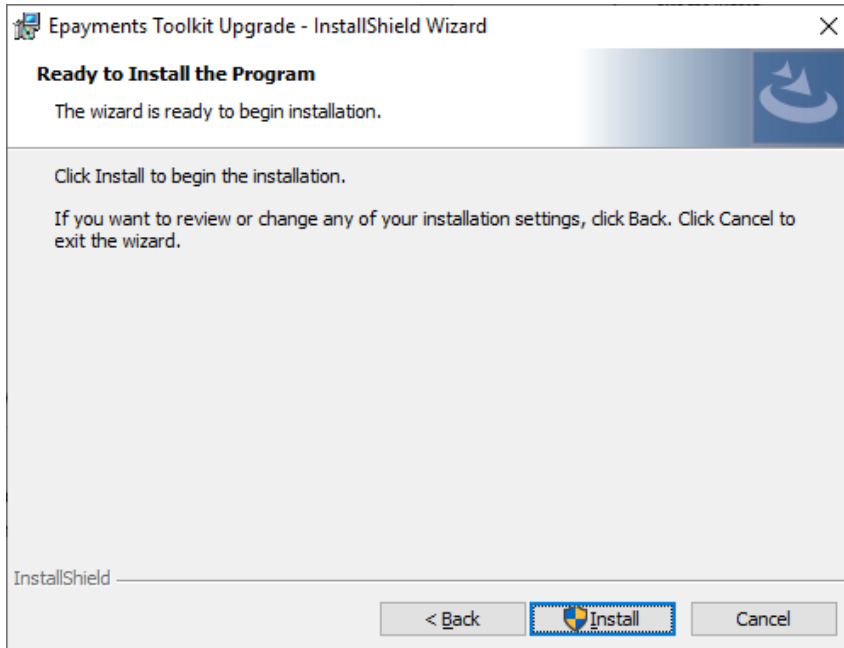 Epayments Toolkit Upgrade - InstallShield Wizard
Ready to Install the Program
The wizard is ready to begin installation.
Click Install to begin the installation.
If you want to review or change any of your installation settings, click Back. Click Cancel to
exit the wizard.
InstallShield
< Back
Install
Cancel